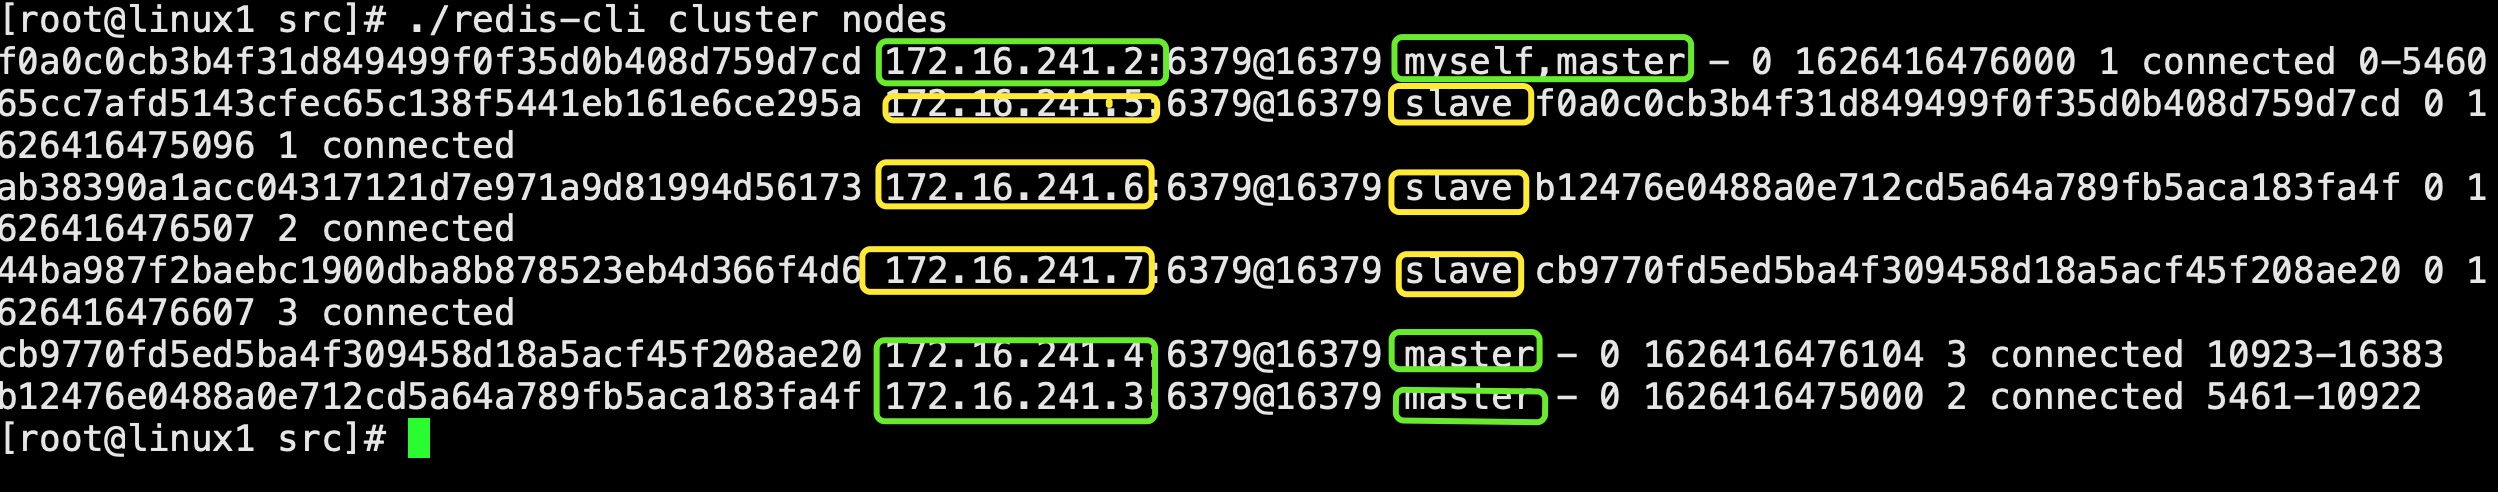 [root@linux1 src]# ./redis-cli cluster nodes
f0a0c0cb3b4f31d849499f0f35d0b408d759d7cd 172.16.241.2:6379@16379 myself,master - 0 1626416476000 1 connected 0-5460
65cc7afd5143cfec65c138f5441eb161e6ce295a 172.16.241.5:6379@16379 slave f0a0c0cb3b4f31d849499f0f35d0b408d759d7cd 0 1
626416475096 1 connected
ab38390a1acc04317121d7e971a9d81994d56173 172.16.241.6:6379@16379 slave b12476e0488a0e712cd5a64a789fb5aca183fa4f 0 1
626416476507 2 connected
44ba987f2baebc1900dba8b878523eb4d366f4d6 172.16.241.7:6379@16379 slave cb9770fd5ed5ba4f309458d18a5acf45f208ae20 0 1
626416476607 3 connected
cb9770fd5ed5ba4f309458d18a5acf45f208ae20 172.16.241.4:6379@16379 master - 0 1626416476104 3 connected 10923-16383
b12476e0488a0e712cd5a64a789fb5aca183fa4f 172.16.241.3:6379@16379 master - 0 1626416475000 2 connected 5461-10922
[root@linux1 src]#